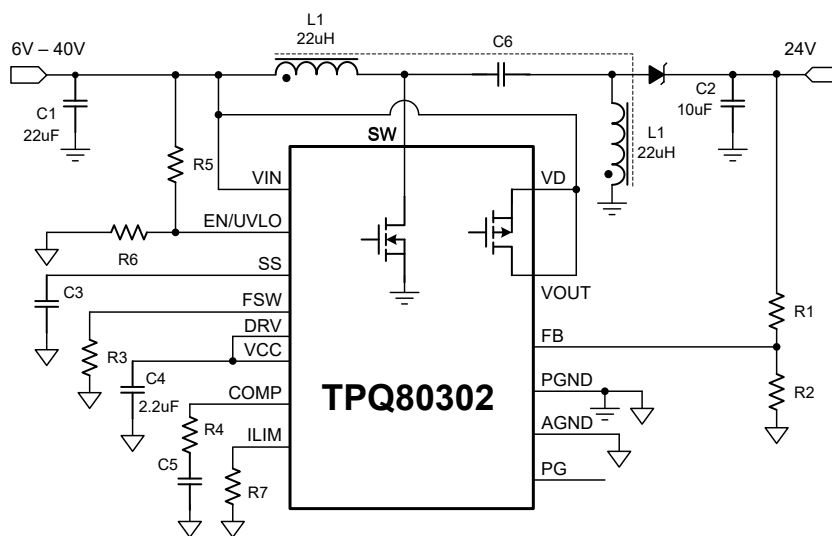 L1
22uH
C6
6V – 40V
24V
C1
22uF
C2
10uF
SW
L1
22uH
R5
VIN
VD
EN/UVLO
R6
SS
VOUT
C3
FSW
R1
DRV
FB
R3
VCC
C4
2.2uF
COMP
TPQ80302
PGND
R2
R4
AGND
ILIM
C5
R7
PG